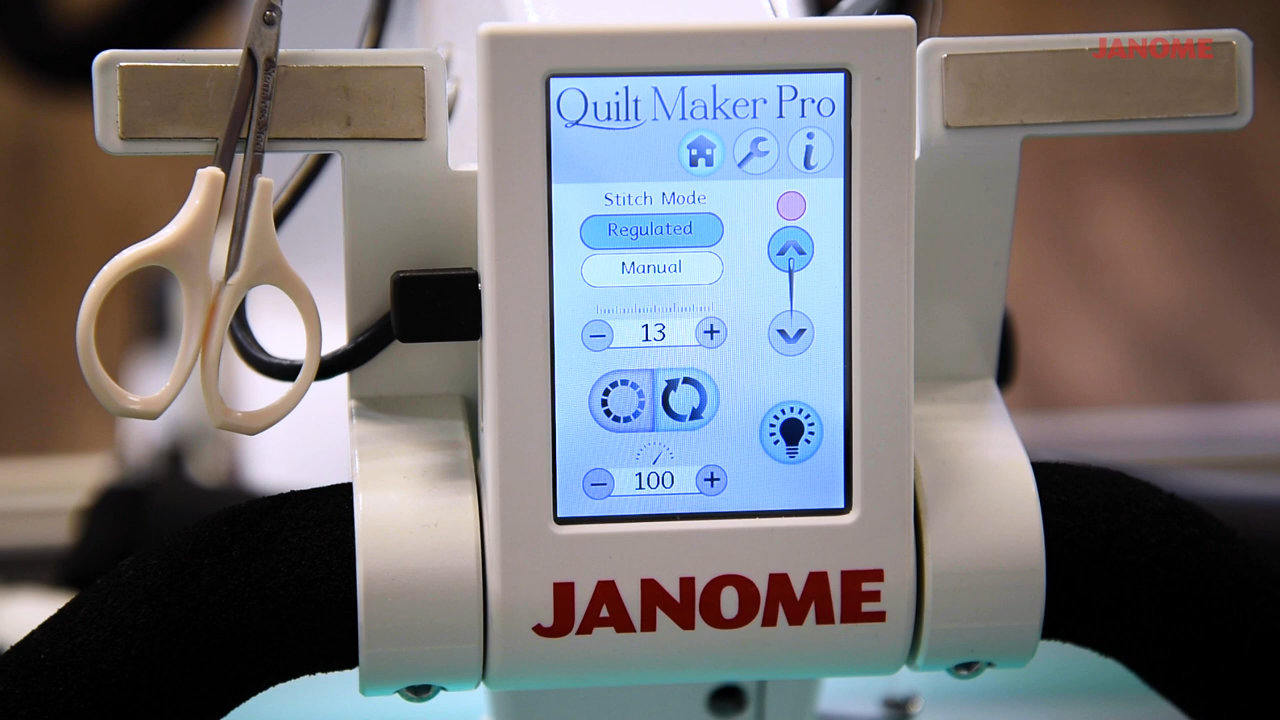 JANOME
Quilt Maker Pro
i
Stitch Mode
Regulated
Manual
13
100
JANOME